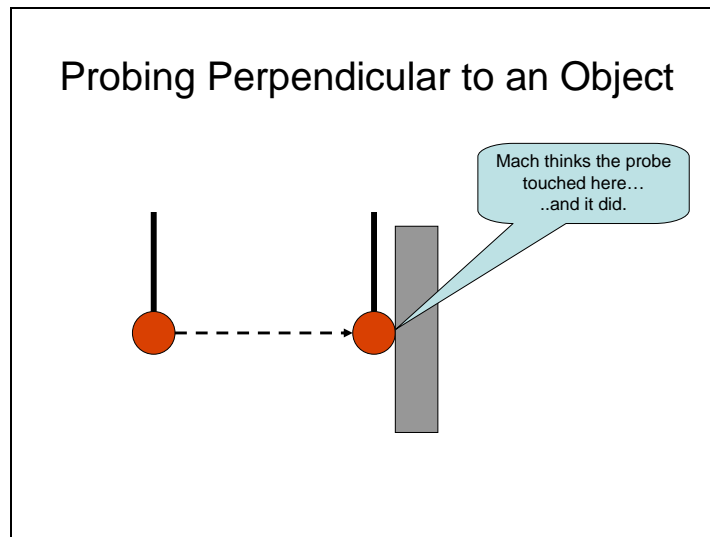 Probing Perpendicular to an Object
Mach thinks the probe
touched here…
..and it did.